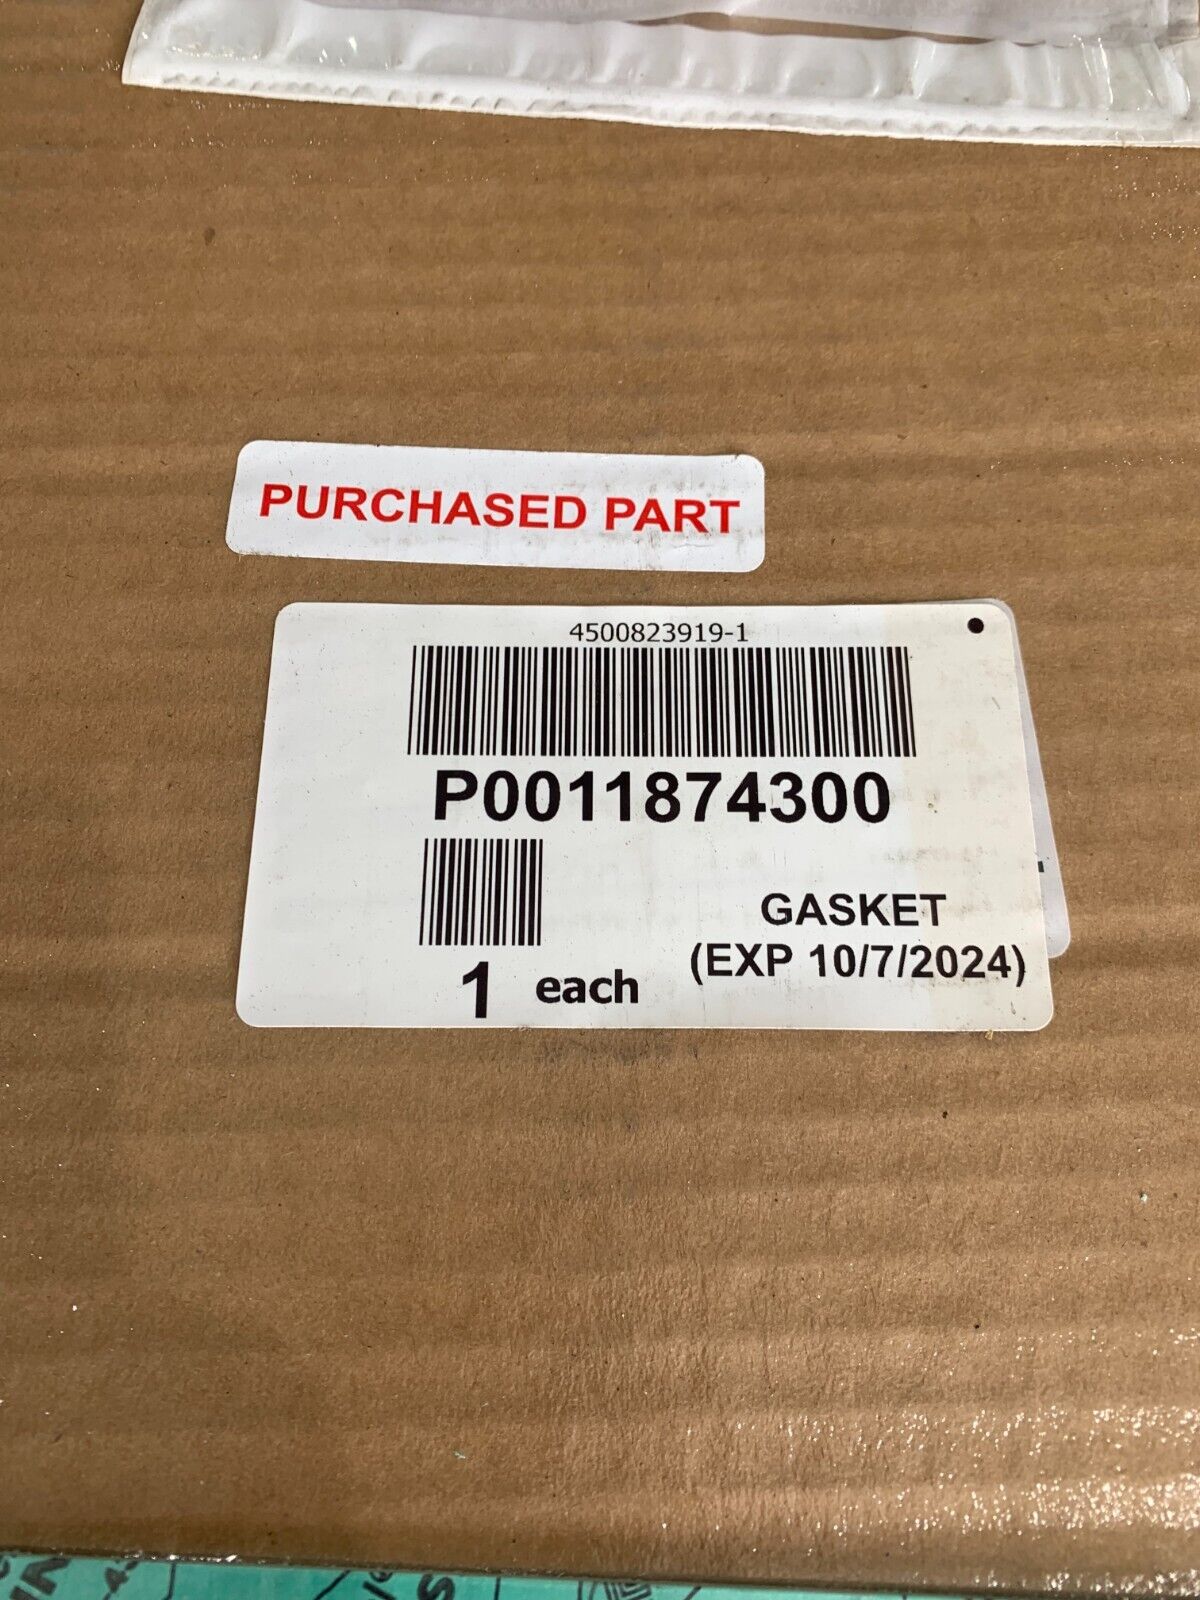 PURCHASED PART
4500823919-1
P0011874300
GASKET
(EXP 10/7/2024)
1 each